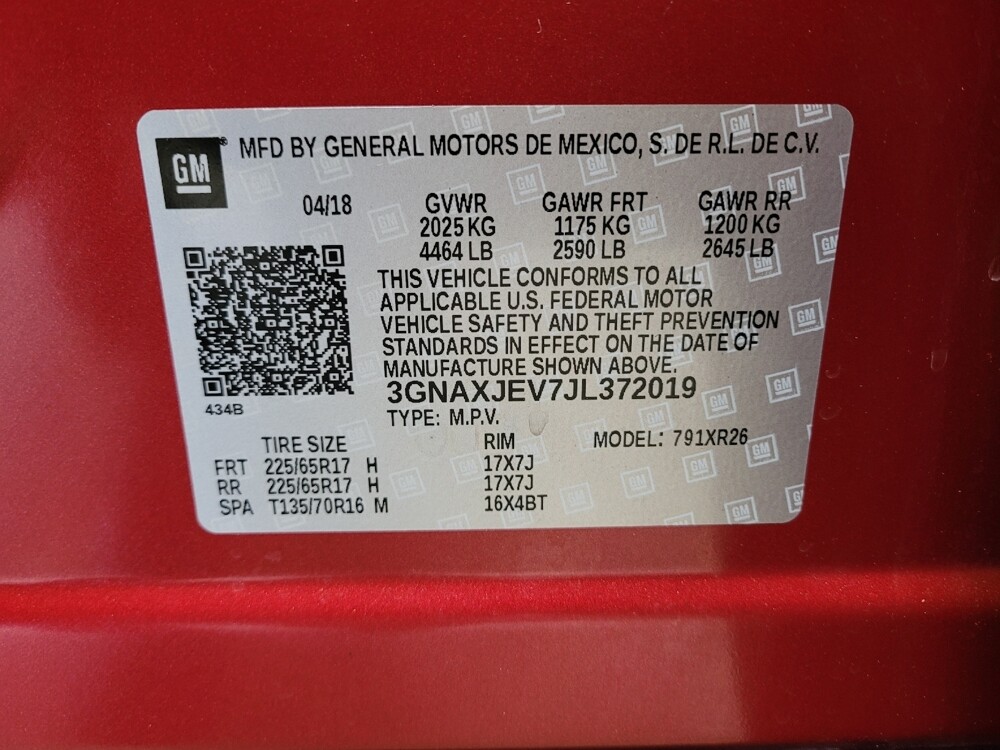 GM® MFD BY GENERAL MOTORS DE MEXICO, S. DE R.L. DE C.V.
04/18 GVWR GAWR FRT GAWR RR
2025 KG 1175 KG 1200 KG
4464 LB 2590 LB 2645 LB
THIS VEHICLE CONFORMS TO ALL
APPLICABLE U.S. FEDERAL MOTOR
VEHICLE SAFETY AND THEFT PREVENTION
STANDARDS IN EFFECT ON THE DATE OF
MANUFACTURE SHOWN ABOVE.
3GNAXJEV7JL372019
434B
TYPE: M.P.V.
TIRE SIZE RIM MODEL: 791XR26
FRT 225/65R17 H 17X7J
RR 225/65R17 H 17X7J
SPA T135/70R16 M 16X4BT